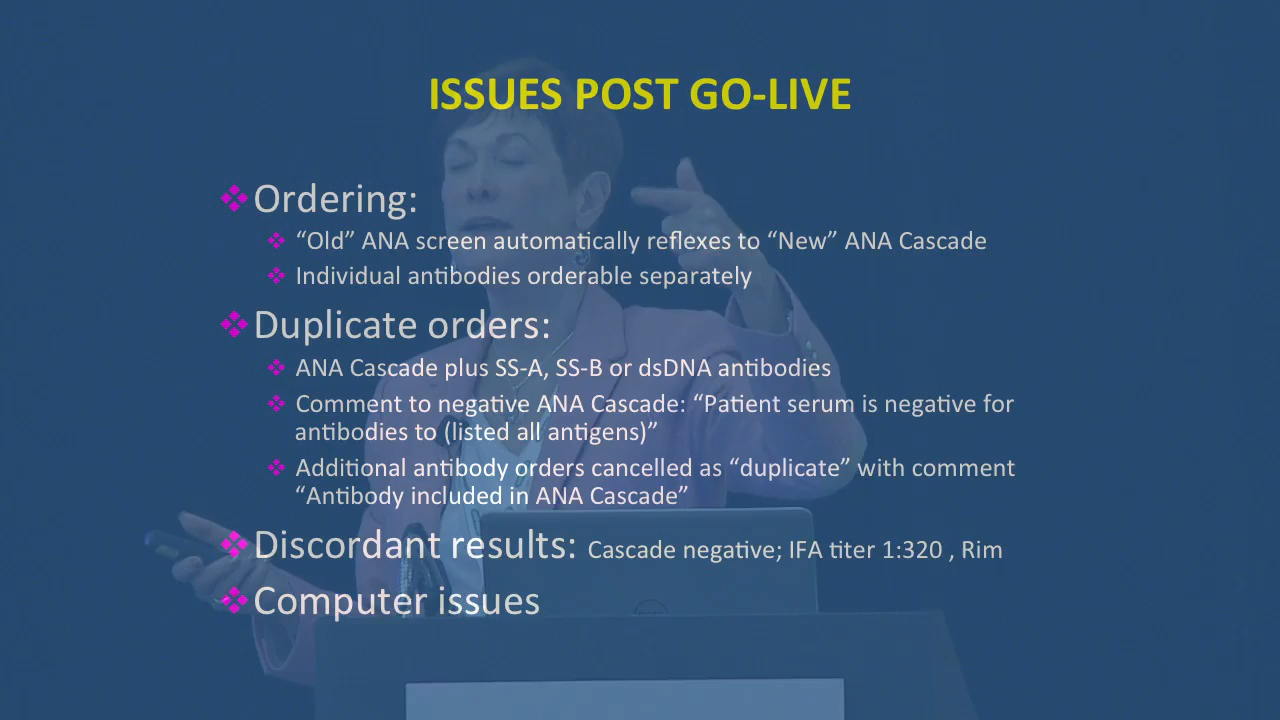 ISSUES POST GO-LIVE
Ordering:
“Old” ANA screen automatically reflexes to “New” ANA Cascade
Individual antibodies orderable separately
Duplicate orders:
ANA Cascade plus SS-A, SS-B or dsDNA antibodies
Comment to negative ANA Cascade: “Patient serum is negative for
antibodies to (listed all antigens)”
Additional antibody orders cancelled as “duplicate” with comment
“Antibody included in ANA Cascade”
Discordant results: Cascade negative; IFA titer 1:320 , Rim
Computer issues